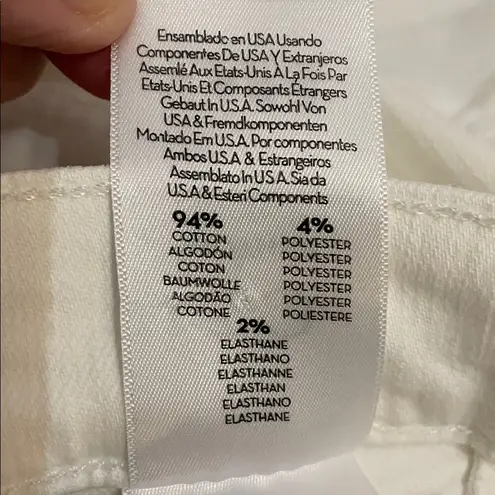 Ensamblado en USA Usando
Componentes De USA Y Extranjeros
Assemlé Aux Etats-Unis À La Fois Par
Etats-Unis Et Composants Étrangers
Gebaut In U.S.A. Sowohl Von
USA & Fremdkomponenten
Montado Em U.S.A. Por componentes
Ambos U.S.A & Estrangeiros
Assemblato In U.S A. Sia da
U.S.A & Esteri Components
94%
COTTON
ALGODÓN
COTON
BAUMWOLLE
ALGODÃO
COTONE
4%
POLYESTER
POLYESTER
POLYESTER
POLYESTER
POLYESTER
POLIESTERE
2%
ELASTHANE
ELASTHANO
ELASTHANNE
ELASTHAN
ELASTHANO
ELASTHANE